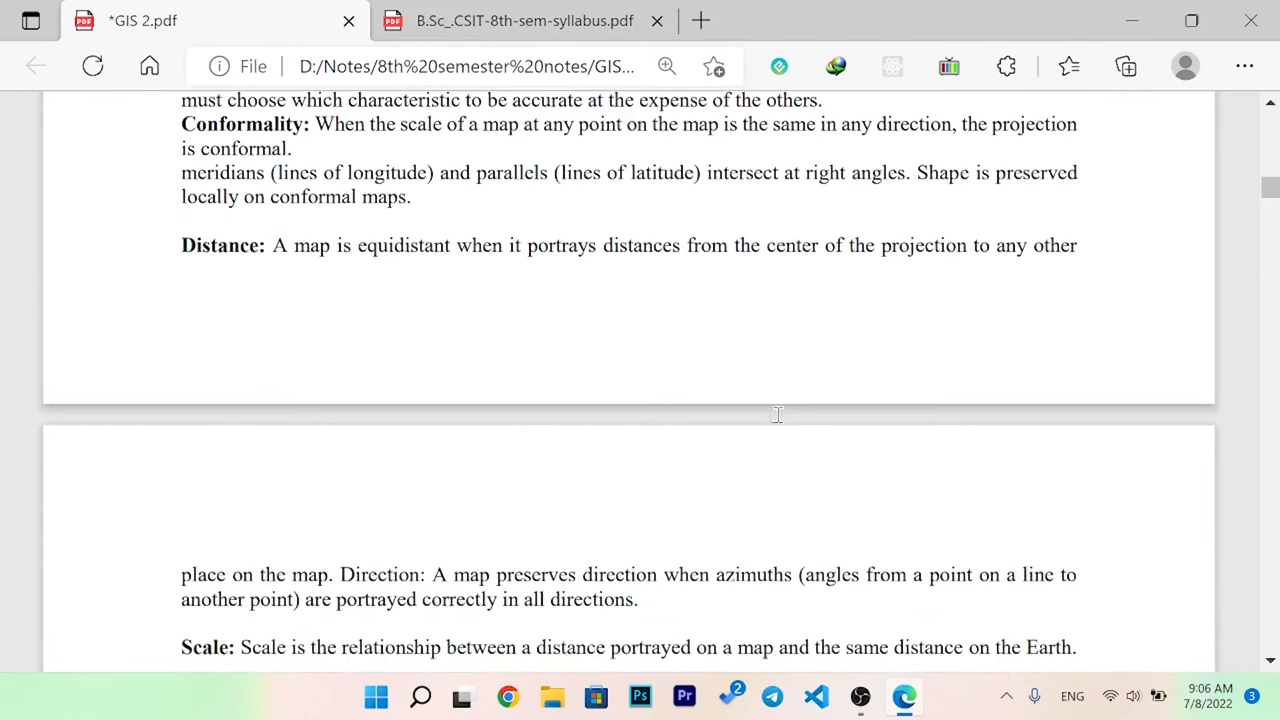 *GIS 2.pdf
B.Sc_.CSIT-8th-sem-syllabus.pdf
File
D:/Notes/8th%20semester%20notes/GIS...
must choose which characteristic to be accurate at the expense of the others.
Conformality: When the scale of a map at any point on the map is the same in any direction, the projection
is conformal.
meridians (lines of longitude) and parallels (lines of latitude) intersect at right angles. Shape is preserved
locally on conformal maps.
Distance: A map is equidistant when it portrays distances from the center of the projection to any other
place on the map. Direction: A map preserves direction when azimuths (angles from a point on a line to
another point) are portrayed correctly in all directions.
Scale: Scale is the relationship between a distance portrayed on a map and the same distance on the Earth.
Ps
Pr
2
ENG
9:06 AM
7/8/2022
3